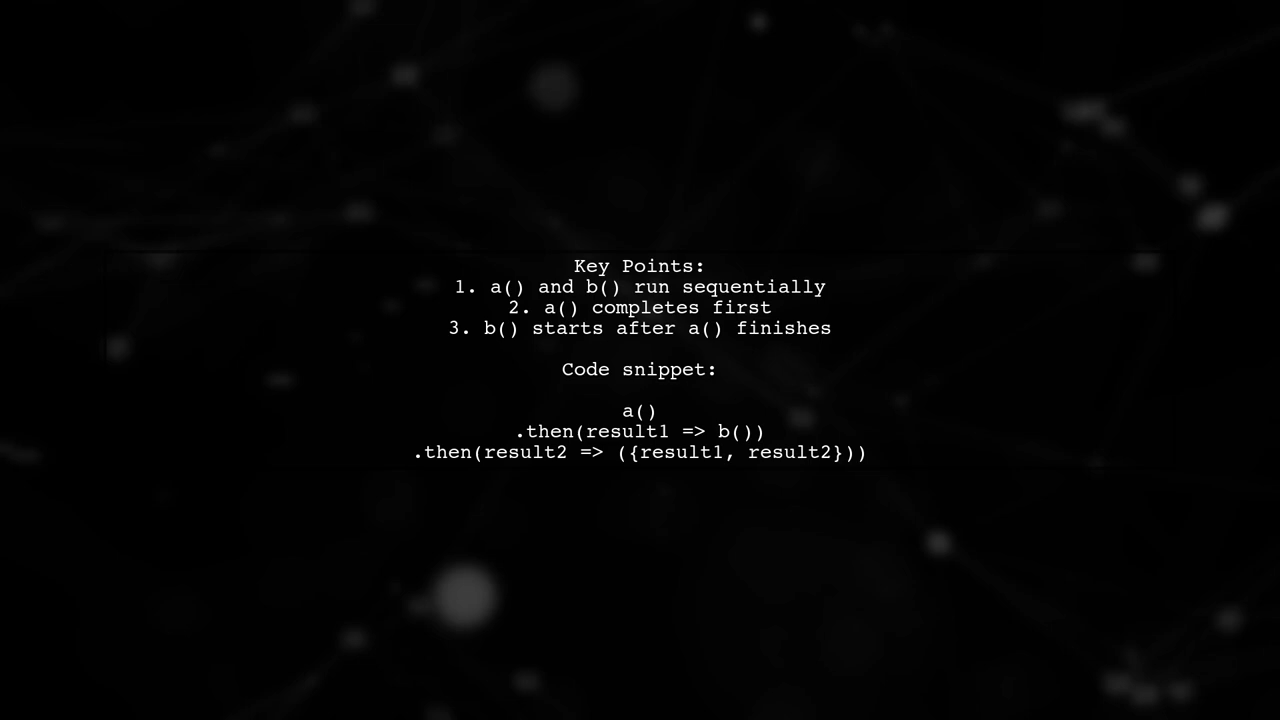 Key Points:
1. a() and b() run sequentially
2. a() completes first
3. b() starts after a() finishes
Code snippet:
a()
.then(result1 => b())
.then(result2 => ({result1, result2}))